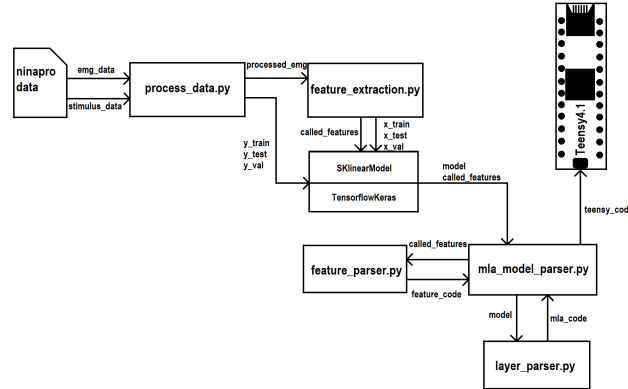 ninapro
data
emg_data
stimulus_data
process_data.py
processed_emg
feature_extraction.py
called_features
x_train
x_test
x_val
y_train
y_test
y_val
SKlinearModel
TensorflowKeras
model
called_features
Teensy4.1
teensy_cod
called_features
feature_parser.py
feature_code
mla_model_parser.py
model
mla_code
layer_parser.py